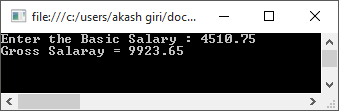 file:///c:/users/akash giri/doc...
Enter the Basic Salary : 4510.75
Gross Salaray = 9923.65